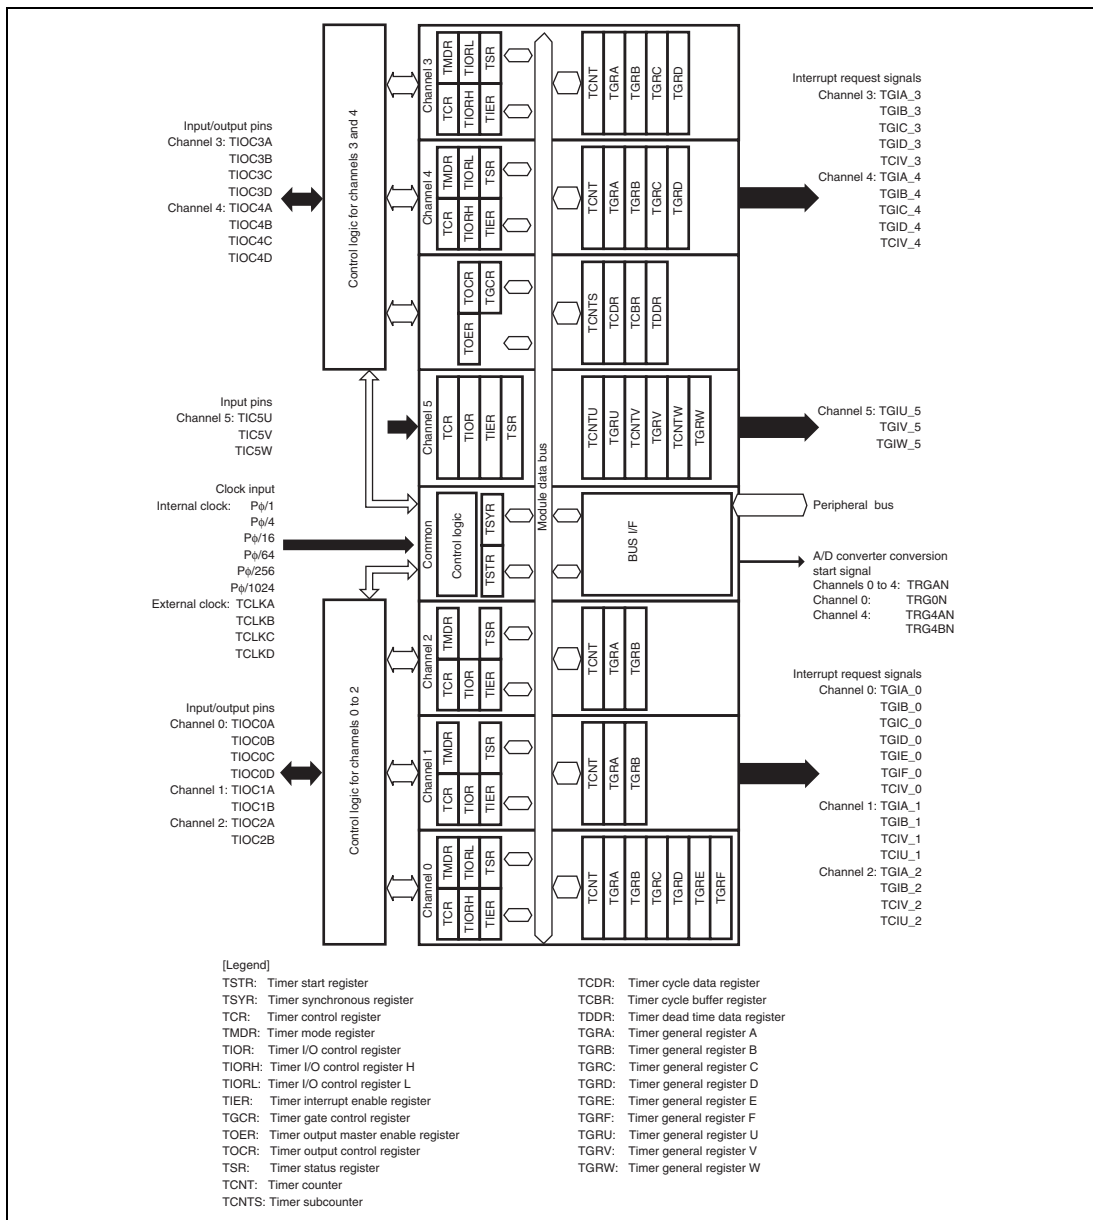 Input/output pins
Channel 3: TIOC3A
TIOC3B
TIOC3C
TIOC3D
Channel 4: TIOC4A
TIOC4B
TIOC4C
TIOC4D
Input pins
Channel 5: TIC5U
TIC5V
TIC5W
Clock input
Internal clock: Pϕ/1
Pϕ/4
Pϕ/16
Pϕ/64
Pϕ/256
Pϕ/1024
External clock: TCLKA
TCLKB
TCLKC
TCLKD
Input/output pins
Channel 0: TIOC0A
TIOC0B
TIOC0C
TIOC0D
Channel 1: TIOC1A
TIOC1B
Channel 2: TIOC2A
TIOC2B
Control logic for channels 3 and 4
Control logic for channels 0 to 2
Channel 3
TCR
TMDR
TIORH
TIORL
TIER
TSR
TCNT
TGRA
TGRB
TGRC
TGRD
Channel 4
TCR
TMDR
TIORH
TIORL
TIER
TSR
TCNT
TGRA
TGRB
TGRC
TGRD
TOER
TOCR
TGCR
TCNTS
TCDR
TCBR
TDDR
Channel 5
TCR
TIOR
TIER
TSR
TCNTU
TGRU
TCNTV
TGRV
TCNTW
TGRW
Module data bus
Common
Control logic
TSTR
TSYR
BUS I/F
Channel 2
TCR
TMDR
TIOR
TIER
TSR
TCNT
TGRA
TGRB
Channel 1
TCR
TMDR
TIOR
TIER
TSR
TCNT
TGRA
TGRB
Channel 0
TCR
TMDR
TIORH
TIORL
TIER
TSR
TCNT
TGRA
TGRB
TGRC
TGRD
TGRE
TGRF
Interrupt request signals
Channel 3: TGIA_3
TGIB_3
TGIC_3
TGID_3
TCIV_3
Channel 4: TGIA_4
TGIB_4
TGIC_4
TGID_4
TCIV_4
Channel 5: TGIU_5
TGIV_5
TGIW_5
Peripheral bus
A/D converter conversion
start signal
Channels 0 to 4: TRGAN
Channel 0: TRG0N
Channel 4: TRG4AN
TRG4BN
Interrupt request signals
Channel 0: TGIA_0
TGIB_0
TGIC_0
TGID_0
TGIE_0
TGIF_0
TCIV_0
Channel 1: TGIA_1
TGIB_1
TCIV_1
TCIU_1
Channel 2: TGIA_2
TGIB_2
TCIV_2
TCIU_2
[Legend]
TSTR: Timer start register
TSYR: Timer synchronous register
TCR: Timer control register
TMDR: Timer mode register
TIOR: Timer I/O control register
TIORH: Timer I/O control register H
TIORL: Timer I/O control register L
TIER: Timer interrupt enable register
TGCR: Timer gate control register
TOER: Timer output master enable register
TOCR: Timer output control register
TSR: Timer status register
TCNT: Timer counter
TCNTS: Timer subcounter
TCDR: Timer cycle data register
TCBR: Timer cycle buffer register
TDDR: Timer dead time data register
TGRA: Timer general register A
TGRB: Timer general register B
TGRC: Timer general register C
TGRD: Timer general register D
TGRE: Timer general register E
TGRF: Timer general register F
TGRU: Timer general register U
TGRV: Timer general register V
TGRW: Timer general register W